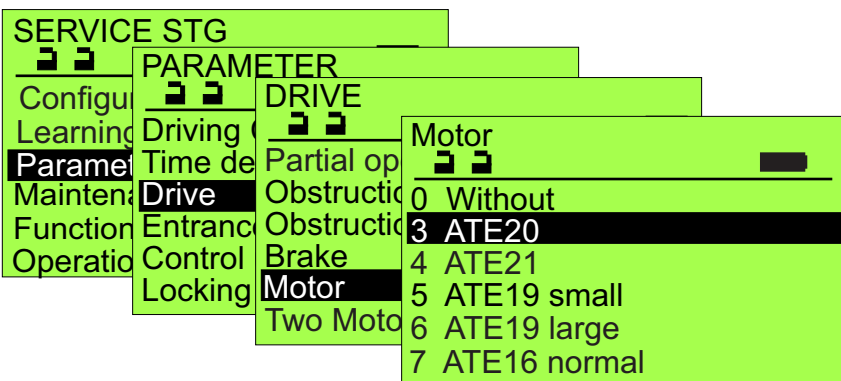 SERVICE STG
Configu
Learning
Paramet
Maintena
Function
Operatio
PARAMETER
Driving
Time de
Drive
Entranc
Control
Locking
DRIVE
Partial op
Obstructio
Obstructio
Brake
Motor
Two Moto
Motor
0 Without
3 ATE20
4 ATE21
5 ATE19 small
6 ATE19 large
7 ATE16 normal